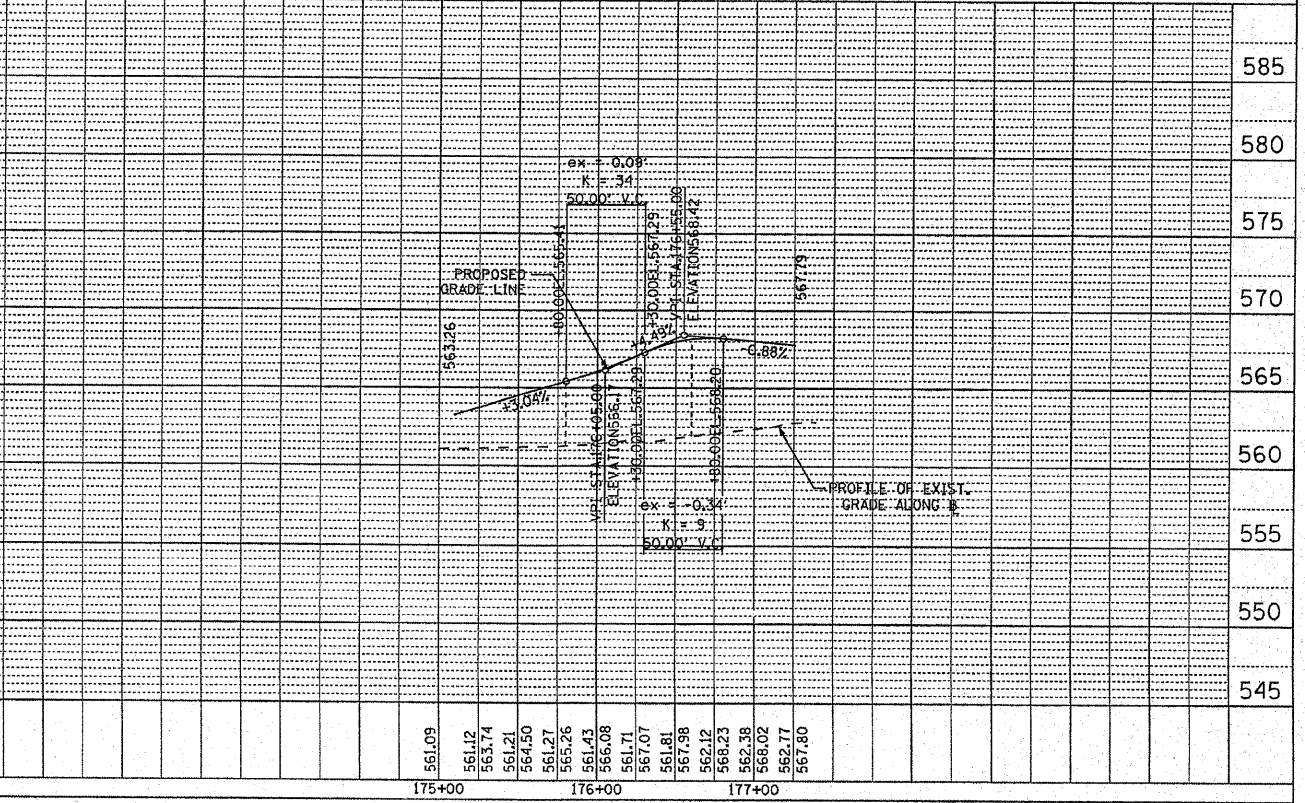 585
580
575
570
565
560
555
550
545
ex = 0.09'
K = 34
50.00' V.C.
PROPOSED
GRADE LINE
563.26
80.00EL.565.41
+30.00EL.567.29
VPI STA.176+55.00
ELEVATION568.42
567.79
+3.04%
+4.49%
-0.88%
VPI STA.176+05.00
ELEVATION566.17
+30.00EL.567.29
+80.00EL.568.20
ex = -0.34'
K = 9
50.00' V.C.
PROFILE OF EXIST.
GRADE ALONG
561.09
561.12
563.74
561.21
564.50
561.27
565.26
561.43
566.08
561.71
567.07
561.81
567.98
562.12
568.23
562.38
568.02
562.77
567.80
175+00
176+00
177+00